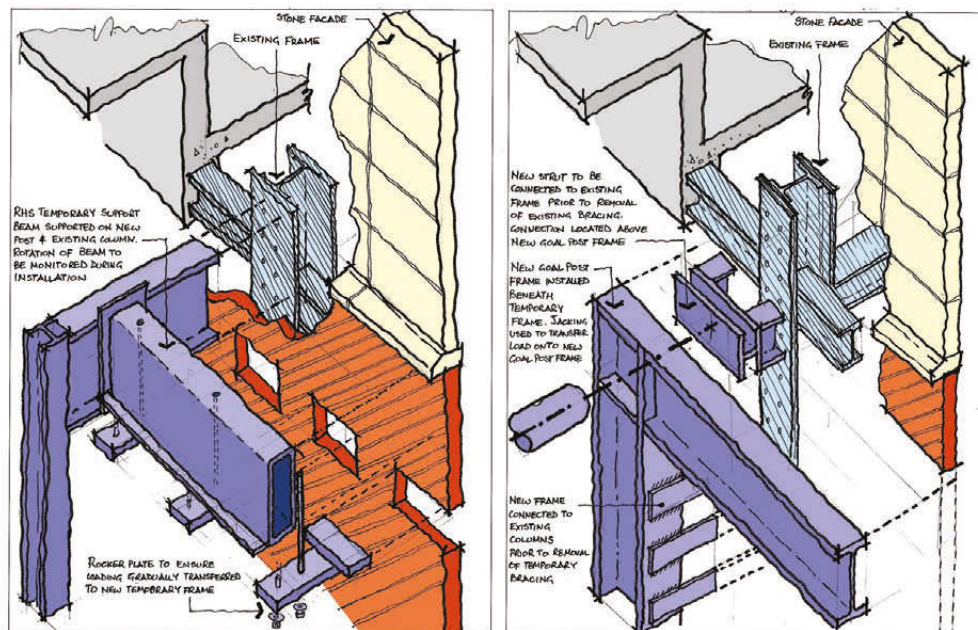 STONE FACADE
EXISTING FRAME
RHS TEMPORARY SUPPORT
BEAM SUPPORTED ON NEW
POST & EXISTING COLUMN.
ROTATION OF BEAM TO
BE MONITORED DURING
INSTALLATION
ROCKER PLATE TO ENSURE
LOADING GRADUALLY TRANSFERRED
TO NEW TEMPORARY FRAME
STONE FACADE
EXISTING FRAME
NEW STRUT TO BE
CONNECTED TO EXISTING
FRAME PRIOR TO REMOVAL
OF EXISTING BRACING.
CONNECTION LOCATED ABOVE
NEW GOAL POST FRAME
NEW GOAL POST
FRAME INSTALLED
BENEATH
TEMPORARY
FRAME. JACKING
USED TO TRANSFER
LOAD ONTO NEW
GOAL POST FRAME
NEW FRAME
CONNECTED TO
EXISTING
COLUMNS
PRIOR TO REMOVAL
OF TEMPORARY
BRACING